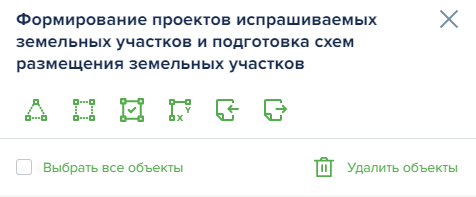 Формирование проектов испрашиваемых
земельных участков и подготовка схем
размещения земельных участков
X Y
Выбрать все объекты Удалить объекты